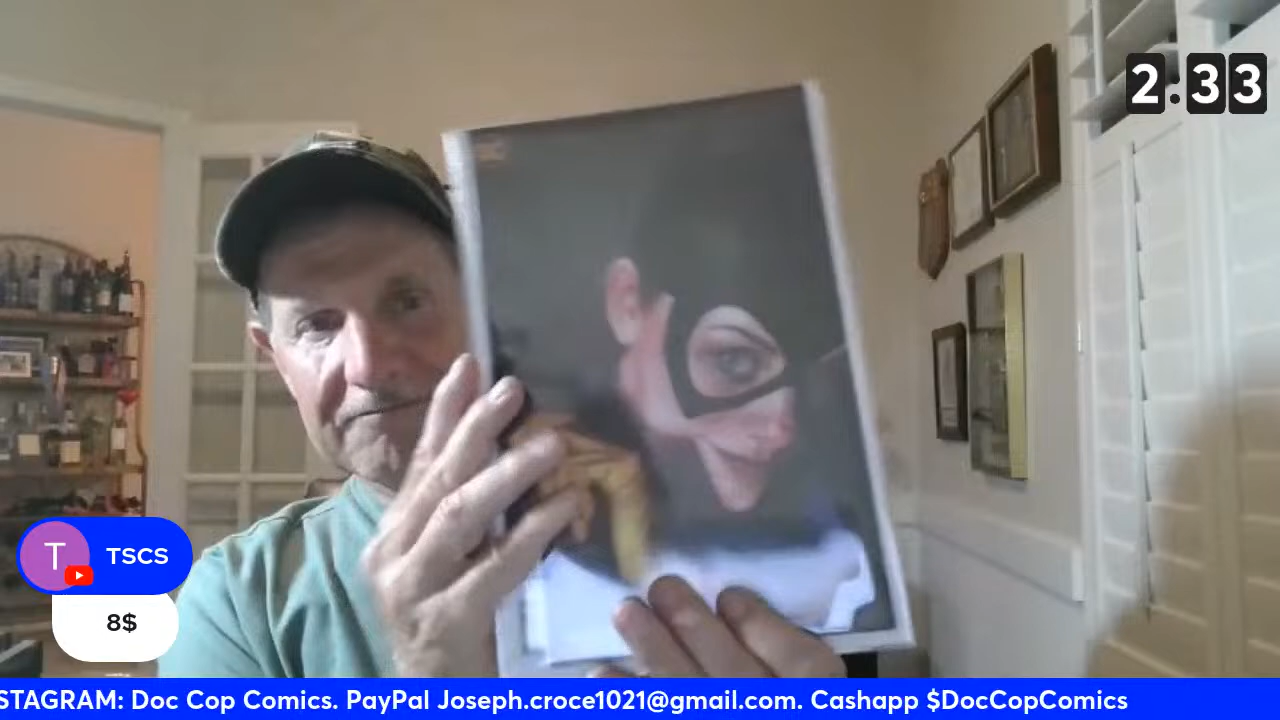 2:33
TSCS
8$
STAGRAM: Doc Cop Comics. PayPal Joseph.croce1021@gmail.com. Cashapp $DocCopComics